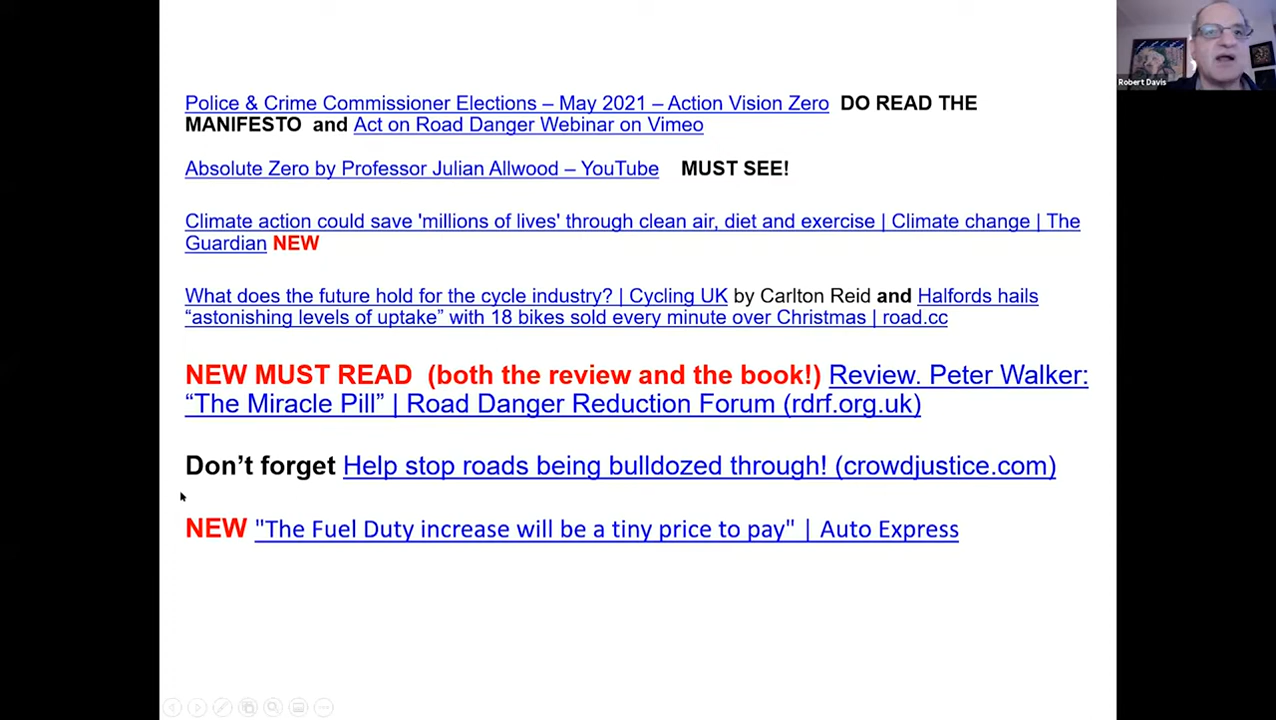 Police & Crime Commissioner Elections – May 2021 – Action Vision Zero DO READ THE
MANIFESTO and Act on Road Danger Webinar on Vimeo
Absolute Zero by Professor Julian Allwood – YouTube MUST SEE!
Climate action could save 'millions of lives' through clean air, diet and exercise | Climate change | The
Guardian NEW
What does the future hold for the cycle industry? | Cycling UK by Carlton Reid and Halfords hails
“astonishing levels of uptake” with 18 bikes sold every minute over Christmas | road.cc
NEW MUST READ (both the review and the book!) Review. Peter Walker:
“The Miracle Pill” | Road Danger Reduction Forum (rdrf.org.uk)
Don’t forget Help stop roads being bulldozed through! (crowdjustice.com)
NEW "The Fuel Duty increase will be a tiny price to pay" | Auto Express
Robert Davis